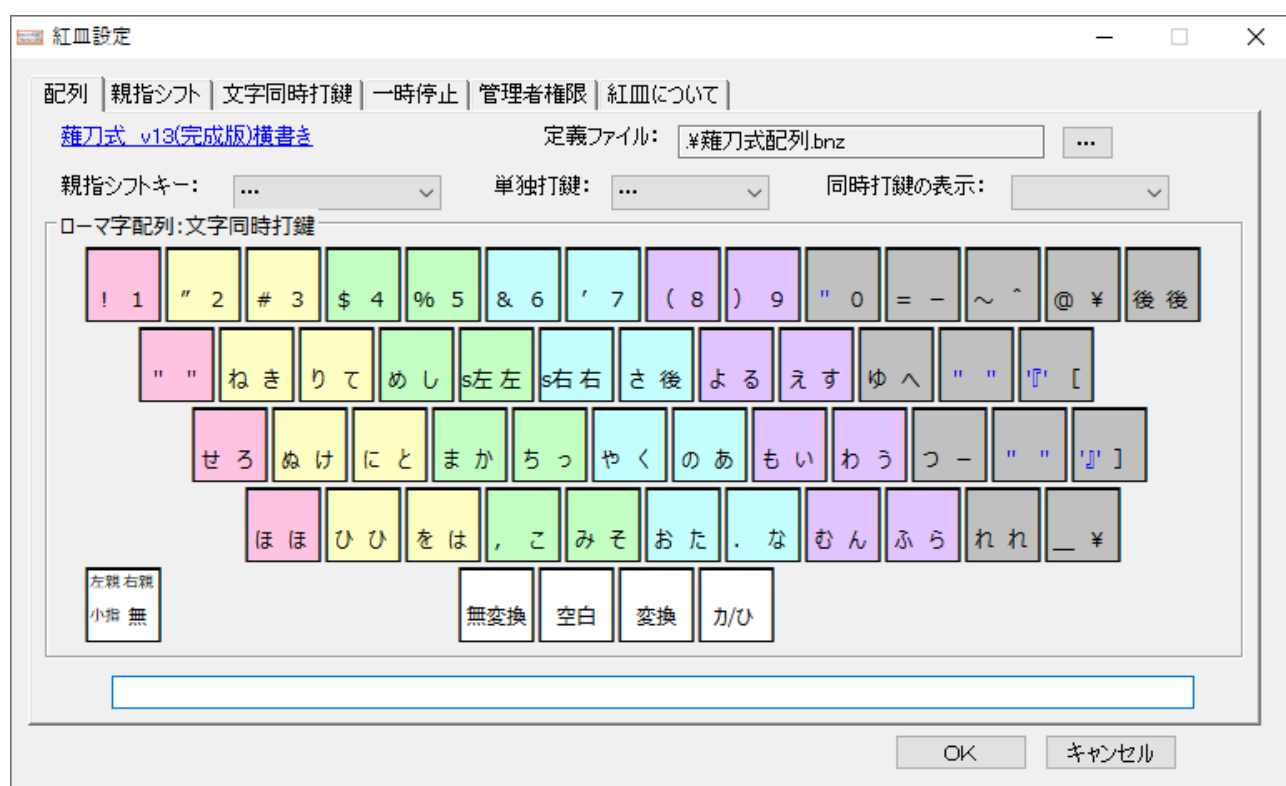 紅皿設定
配列 親指シフト 文字同時打鍵 一時停止 管理者権限 紅皿について
薙刀式 v13(完成版)横書き 定義ファイル: .¥薙刀式配列.bnz ...
親指シフトキー: ... 単独打鍵: ... 同時打鍵の表示:
ローマ字配列:文字同時打鍵
! 1 ″ 2 # 3 $ 4 % 5 & 6 ′ 7 ( 8 ) 9 " 0 = − ～ ＾ @ ¥ 後 後
" " ね き り て め し s左 左 s右 右 さ 後 よ る え す ゆ へ " " '『' [
せ ろ ぬ け に と ま か ち っ や く の あ も い わ う つ ー " " '』' ]
ほ ほ ひ ひ を は , こ み そ お た . な む ん ふ ら れ れ _ ¥
左親 右親
小指 無 無変換 空白 変換 カ/ひ
OK キャンセル